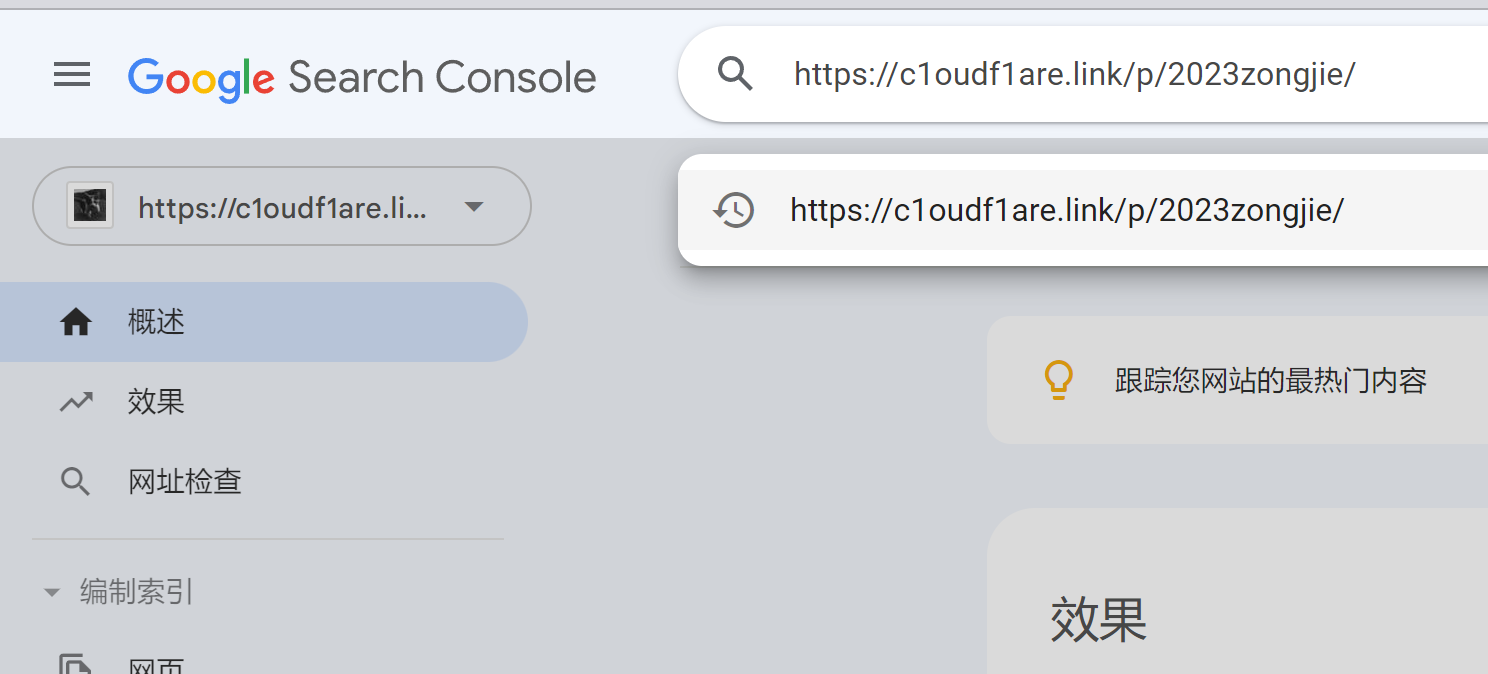 Google Search Console
https://c1oudf1are.link/p/2023zongjie/
https://c1oudf1are.li...
https://c1oudf1are.link/p/2023zongjie/
概述
跟踪您网站的最热门内容
效果
网址检查
编制索引
效果
网页